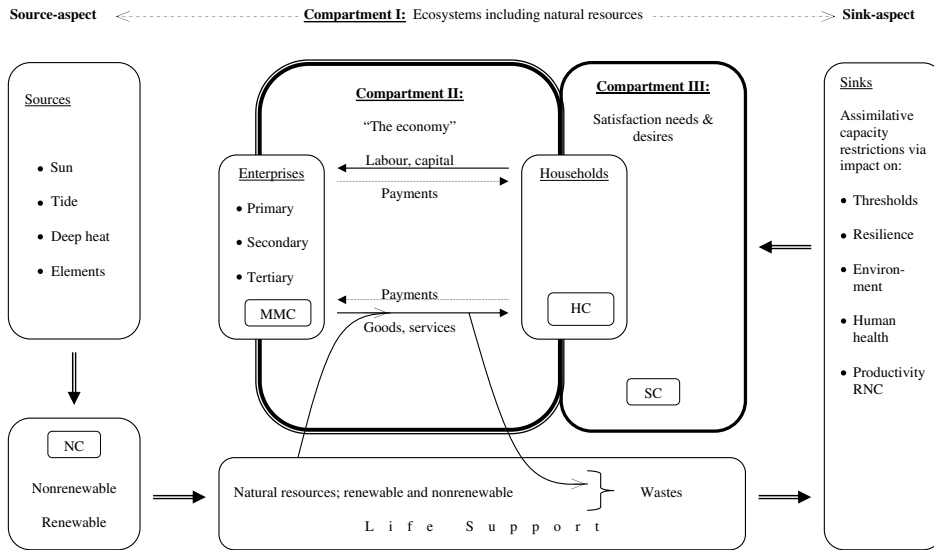 Source-aspect
Compartment I: Ecosystems including natural resources
Sink-aspect
Sources
• Sun
• Tide
• Deep heat
• Elements
NC
Nonrenewable
Renewable
Compartment II:
“The economy”
Enterprises
• Primary
• Secondary
• Tertiary
MMC
Labour, capital
Payments
Payments
Goods, services
Households
HC
Compartment III:
Satisfaction needs &
desires
SC
Natural resources; renewable and nonrenewable
Wastes
Life Support
Sinks
Assimilative
capacity
restrictions via
impact on:
• Thresholds
• Resilience
• Environ-
ment
• Human
health
• Productivity
RNC